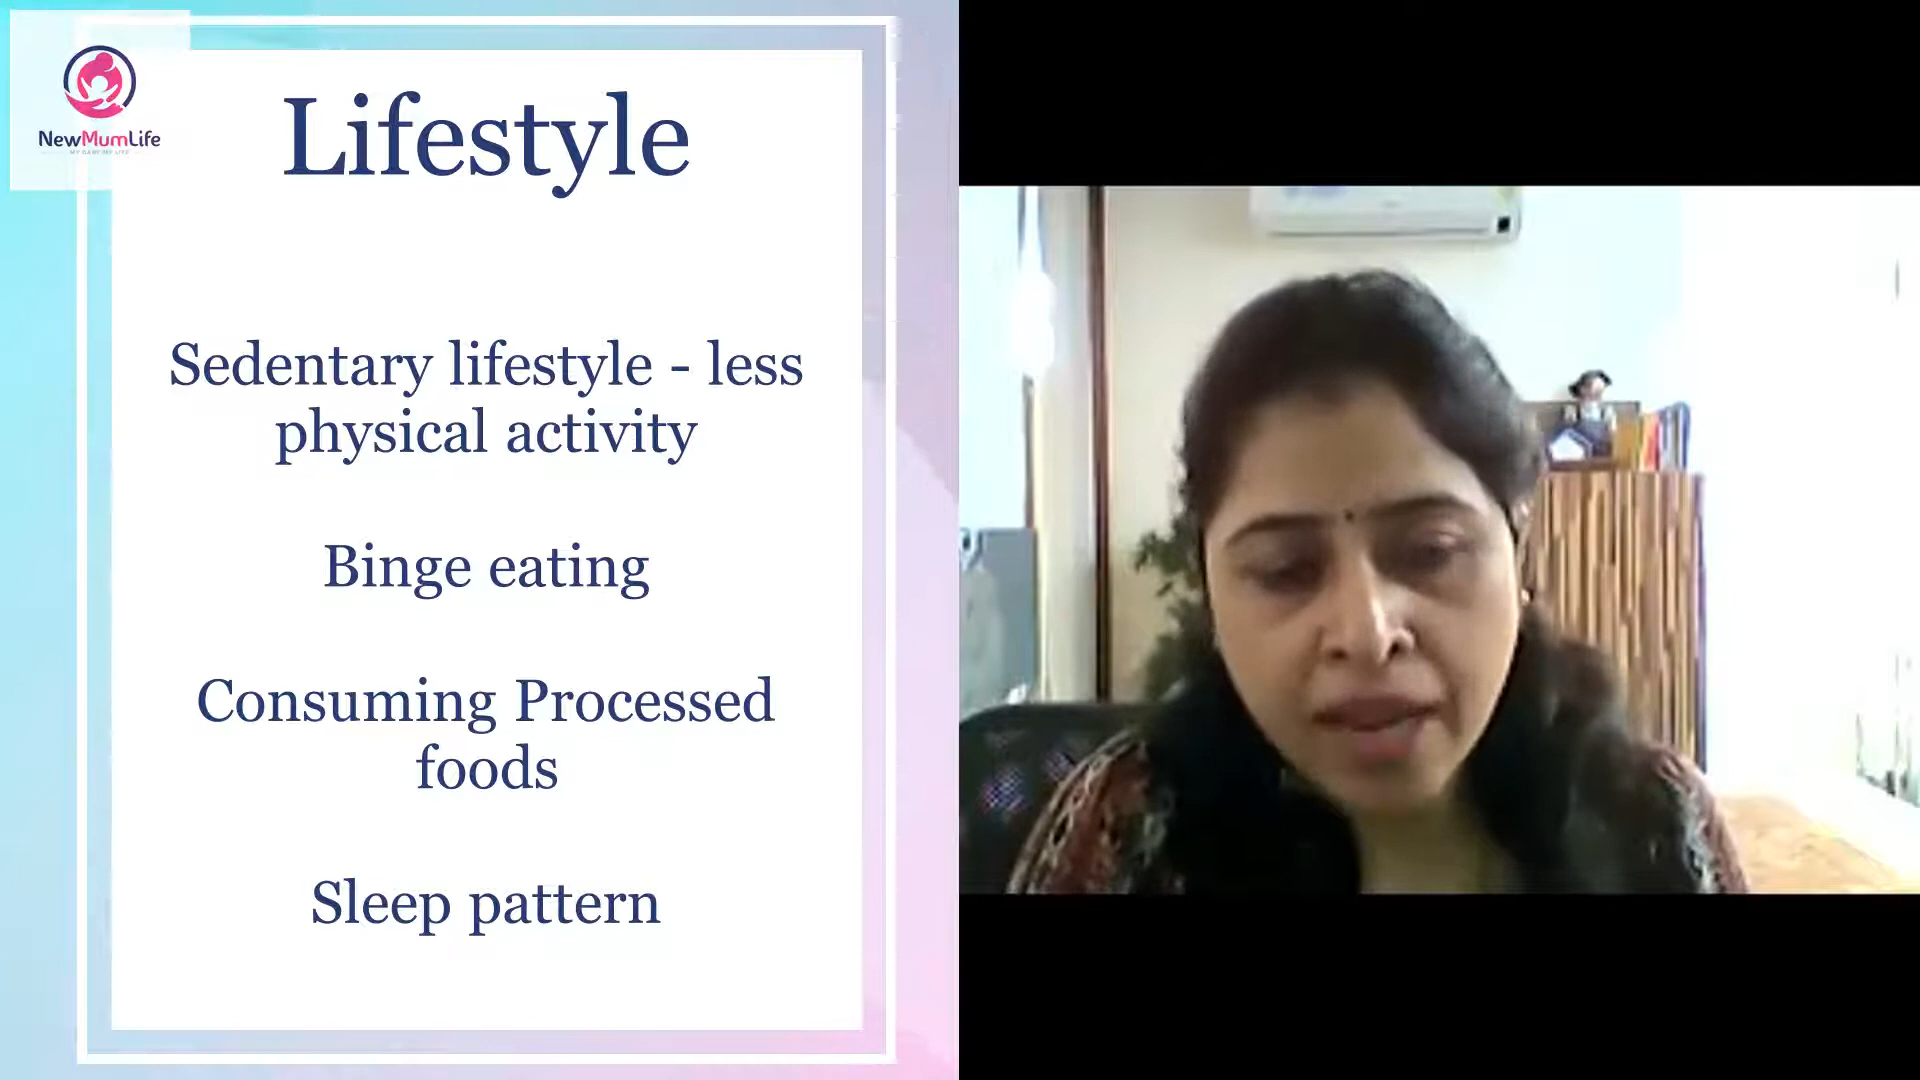 NewMumLife
Lifestyle
Sedentary lifestyle - less
physical activity
Binge eating
Consuming Processed
foods
Sleep pattern